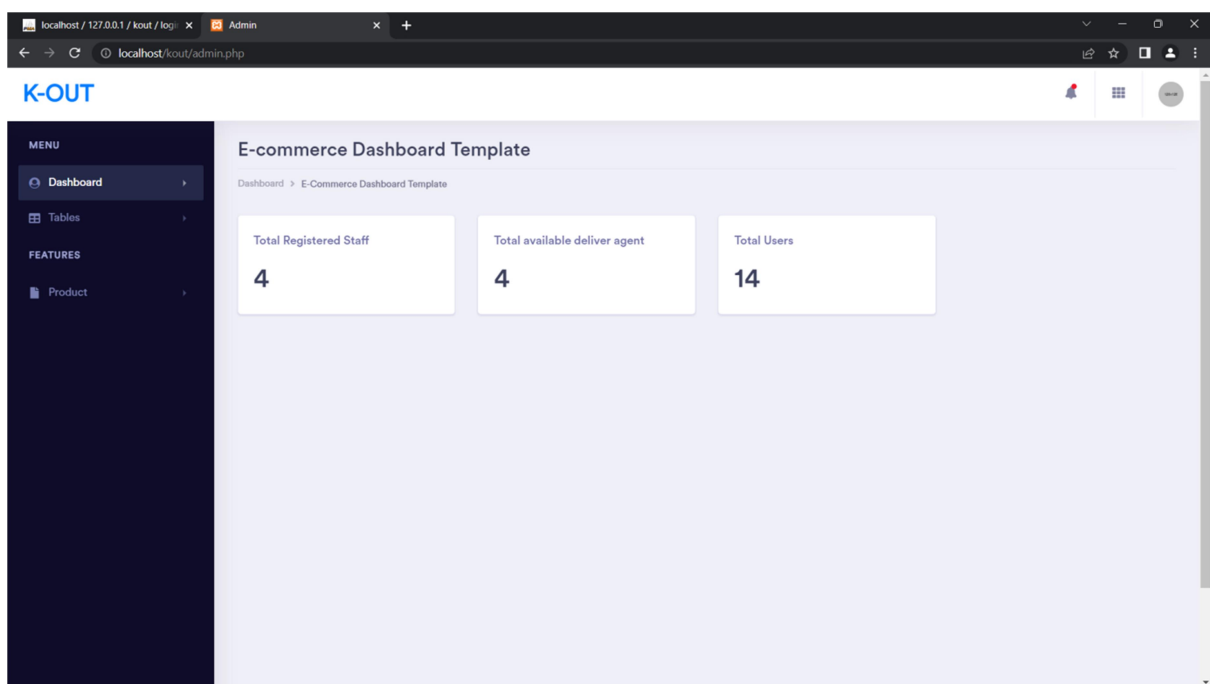 localhost / 127.0.0.1 / kout / logi
Admin
localhost/kout/admin.php
K-OUT
MENU
Dashboard
Tables
FEATURES
Product
E-commerce Dashboard Template
Dashboard > E-Commerce Dashboard Template
Total Registered Staff
4
Total available deliver agent
4
Total Users
14